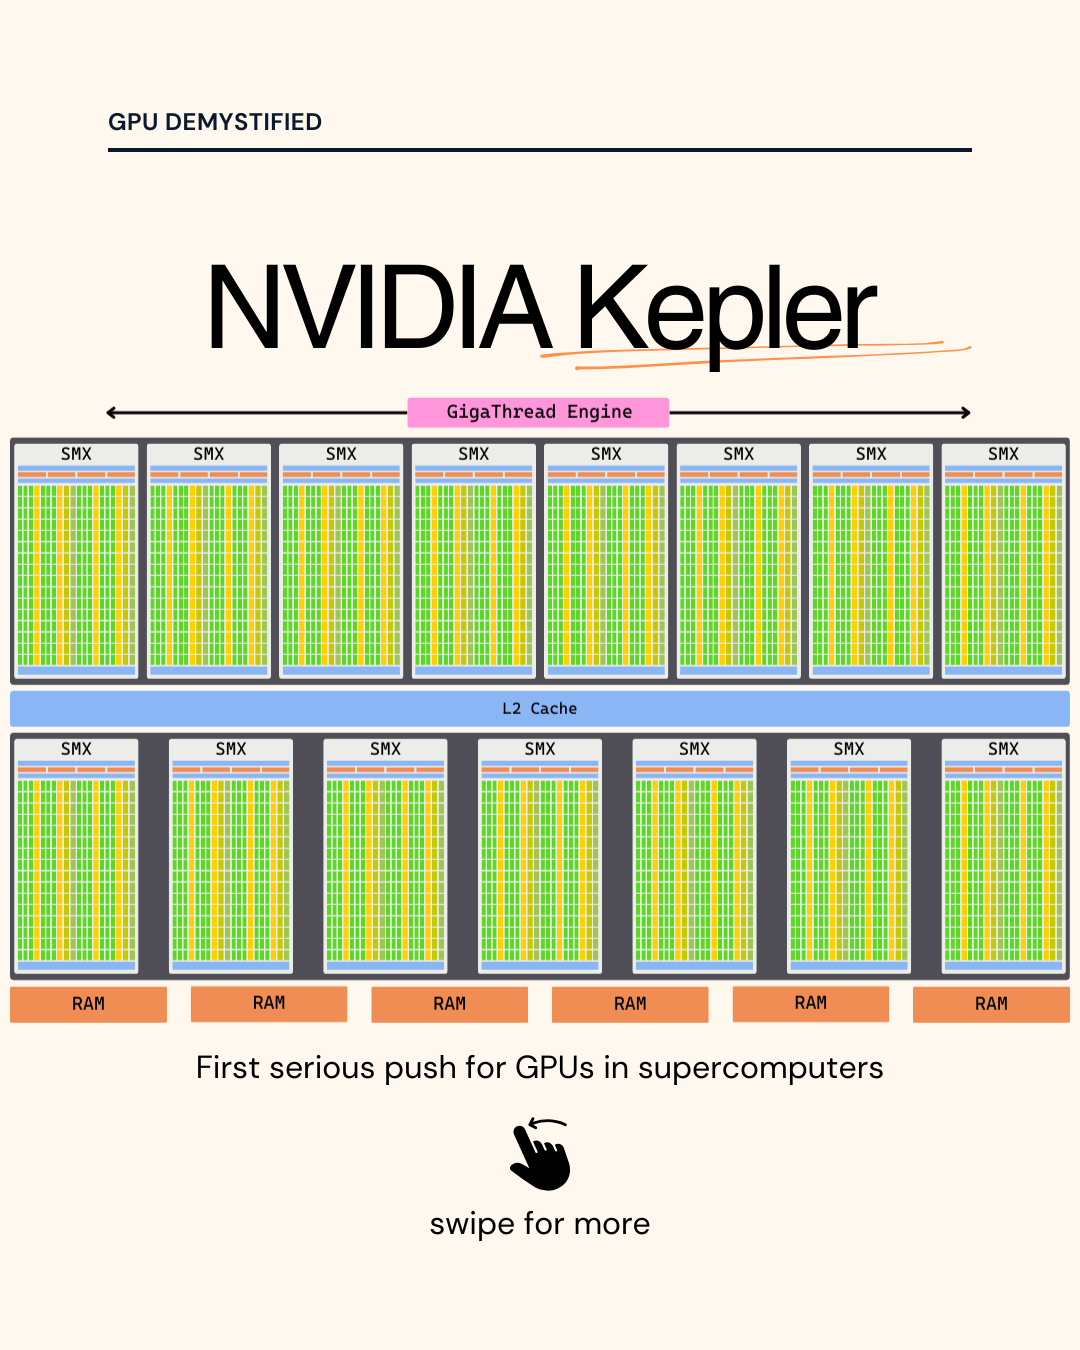 GPU DEMYSTIFIED
NVIDIA Kepler
GigaThread Engine
SMX SMX SMX SMX SMX SMX SMX SMX
L2 Cache
SMX SMX SMX SMX SMX SMX SMX
RAM RAM RAM RAM RAM RAM
First serious push for GPUs in supercomputers
swipe for more